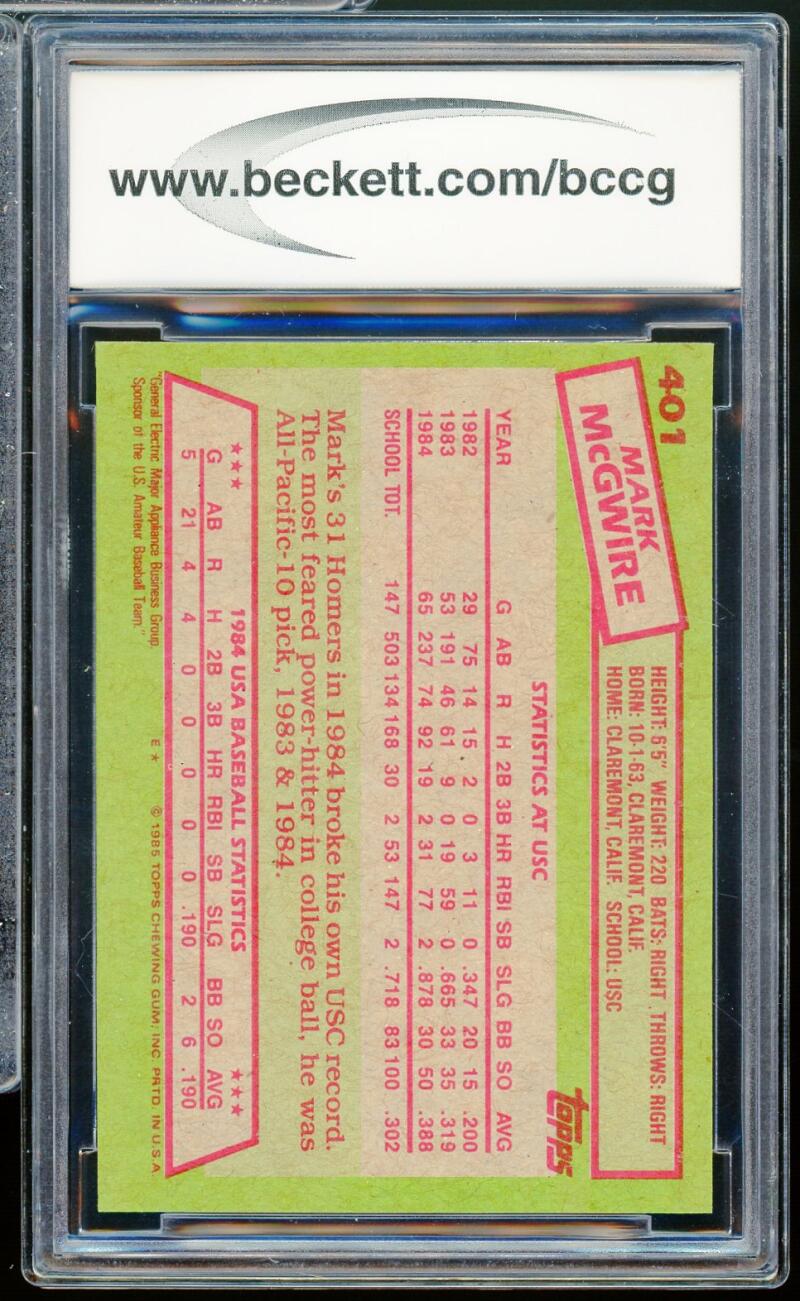 www.beckett.com/bccg
401
MARK
McGWIRE
HEIGHT: 6'5" WEIGHT: 220 BATS: RIGHT THROWS: RIGHT
BORN: 10-1-63, CLAREMONT, CALIF.
HOME: CLAREMONT, CALIF. SCHOOL: USC
topps
STATISTICS AT USC
YEAR G AB R H 2B 3B HR RBI SB SLG BB SO AVG
1982 29 75 14 15 2 0 3 11 0 .347 20 15 .200
1983 53 191 46 61 9 0 19 59 0 .665 33 35 .319
1984 65 237 74 92 19 2 31 77 2 .878 30 50 .388
SCHOOL TOT. 147 503 134 168 30 2 53 147 2 .718 83 100 .302
Mark's 31 Homers in 1984 broke his own USC record.
The most feared power-hitter in college ball, he was
All-Pacific-10 pick, 1983 & 1984.
★★★ 1984 USA BASEBALL STATISTICS ★★★
G AB R H 2B 3B HR RBI SB SLG BB SO AVG
5 21 4 4 0 0 0 0 0 .190 2 6 .190
"General Electric Major Appliance Business Group.
Sponsor of the U.S. Amateur Baseball Team."
E ★ © 1985 TOPPS CHEWING GUM, INC. PRTD. IN U.S.A.